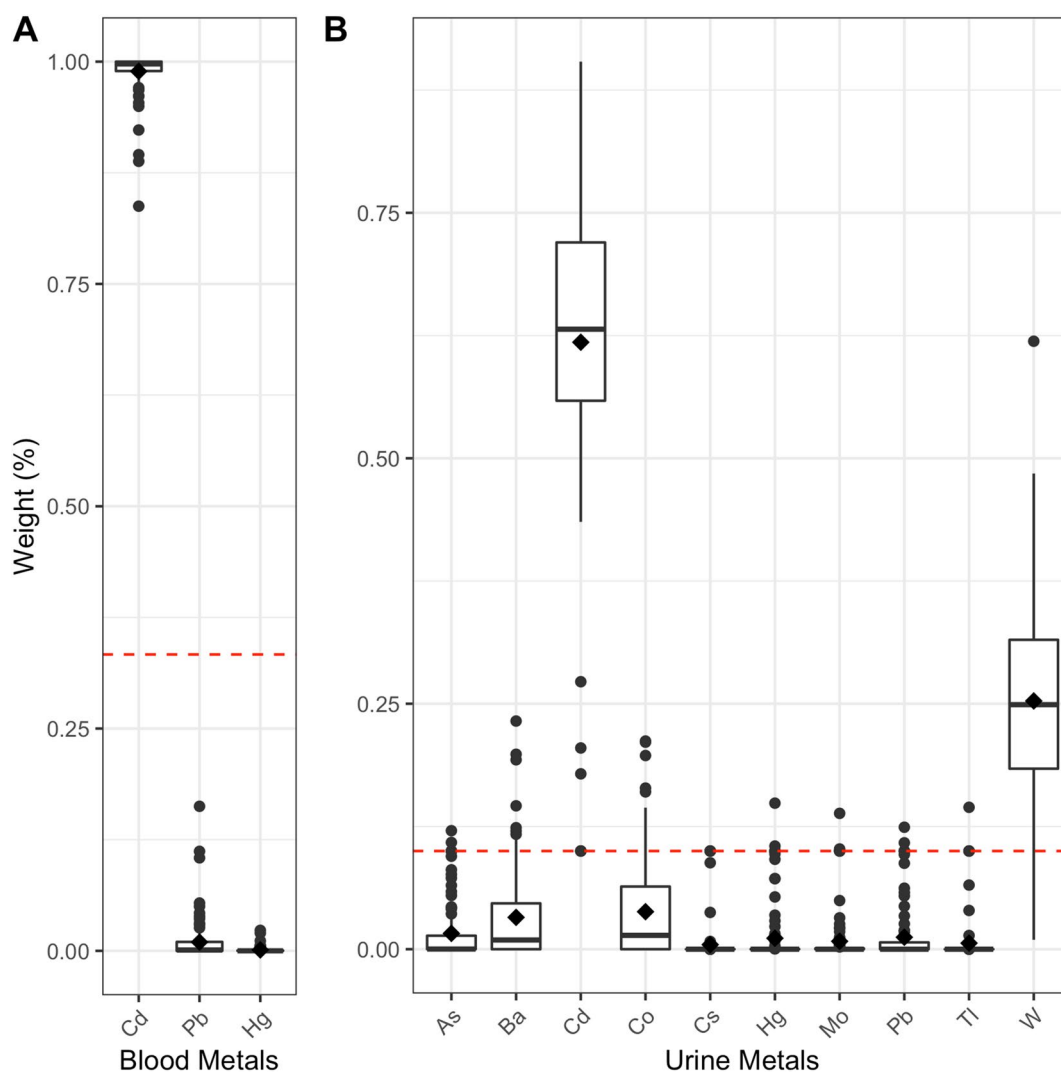 A
B
Weight (%)
1.00
0.75
0.50
0.25
0.00
Cd
Pb
Hg
Blood Metals
0.75
0.50
0.25
0.00
As
Ba
Cd
Co
Cs
Hg
Mo
Pb
Tl
W
Urine Metals